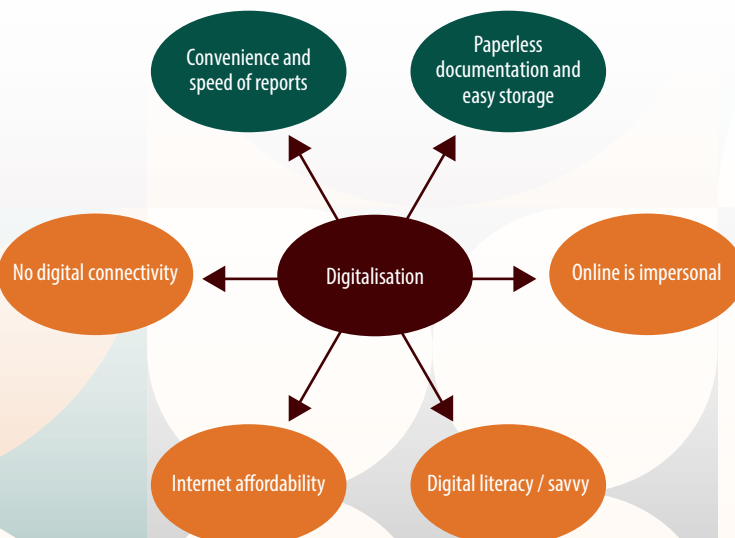 Convenience and
speed of reports
Paperless
documentation and
easy storage
No digital connectivity
Digitalisation
Online is impersonal
Internet affordability
Digital literacy / savvy